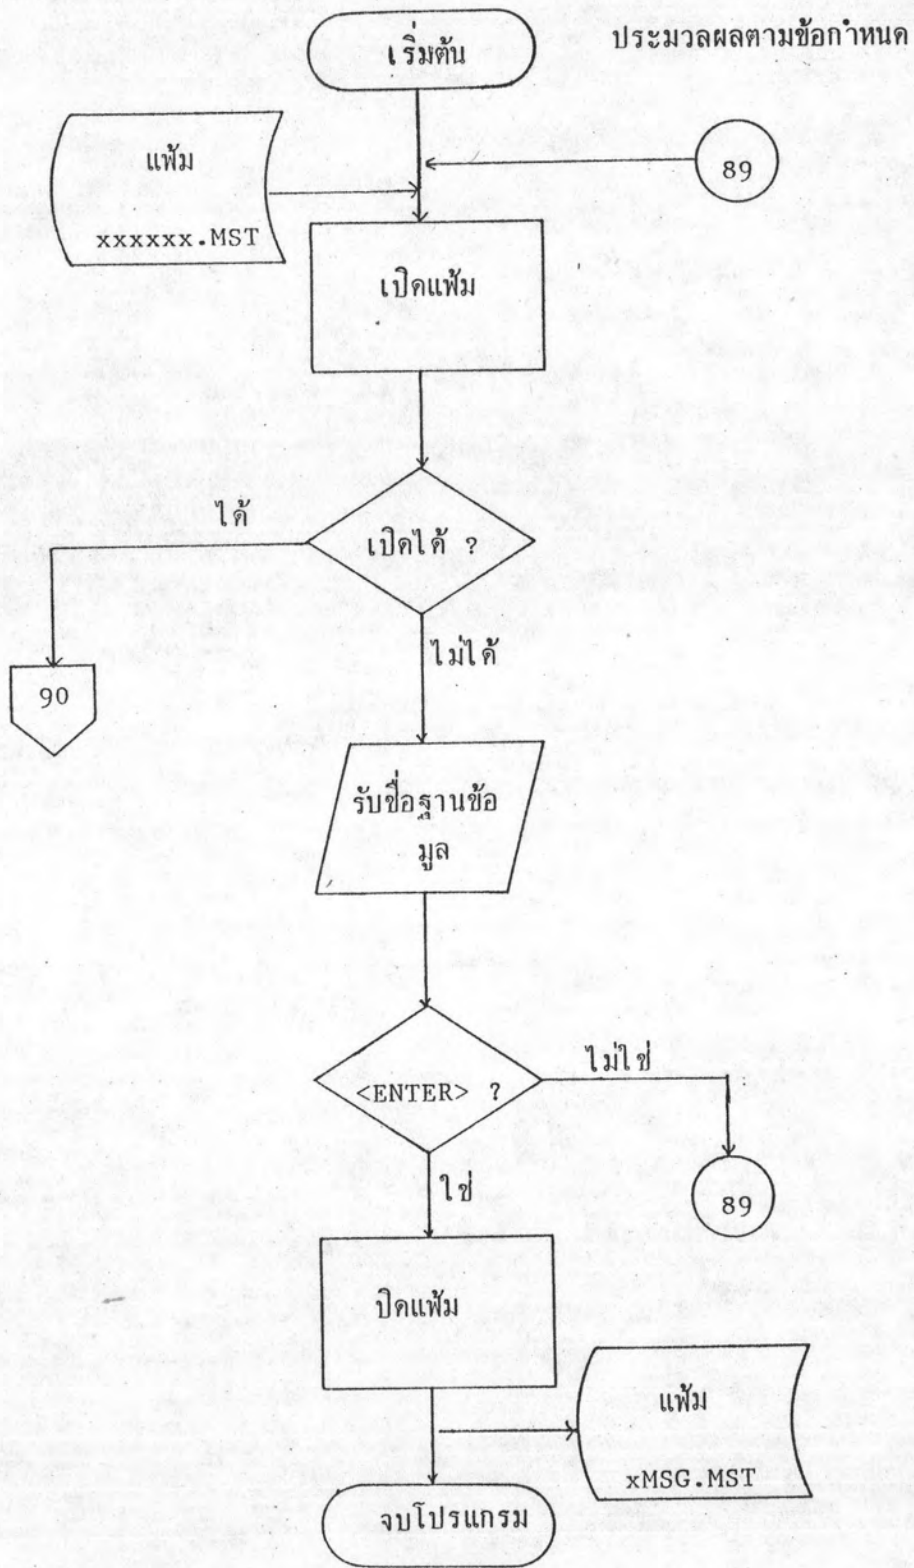 เริ่มต้น
ประมวลผลตามข้อกำหนด
แฟ้ม
xxxxxx.MST
89
เปิดแฟ้ม
ได้
เปิดได้ ?
ไม่ได้
90
รับชื่อฐานข้อ
มูล
<ENTER> ?
ไม่ใช่
ใช่
89
ปิดแฟ้ม
แฟ้ม
xMSG.MST
จบโปรแกรม